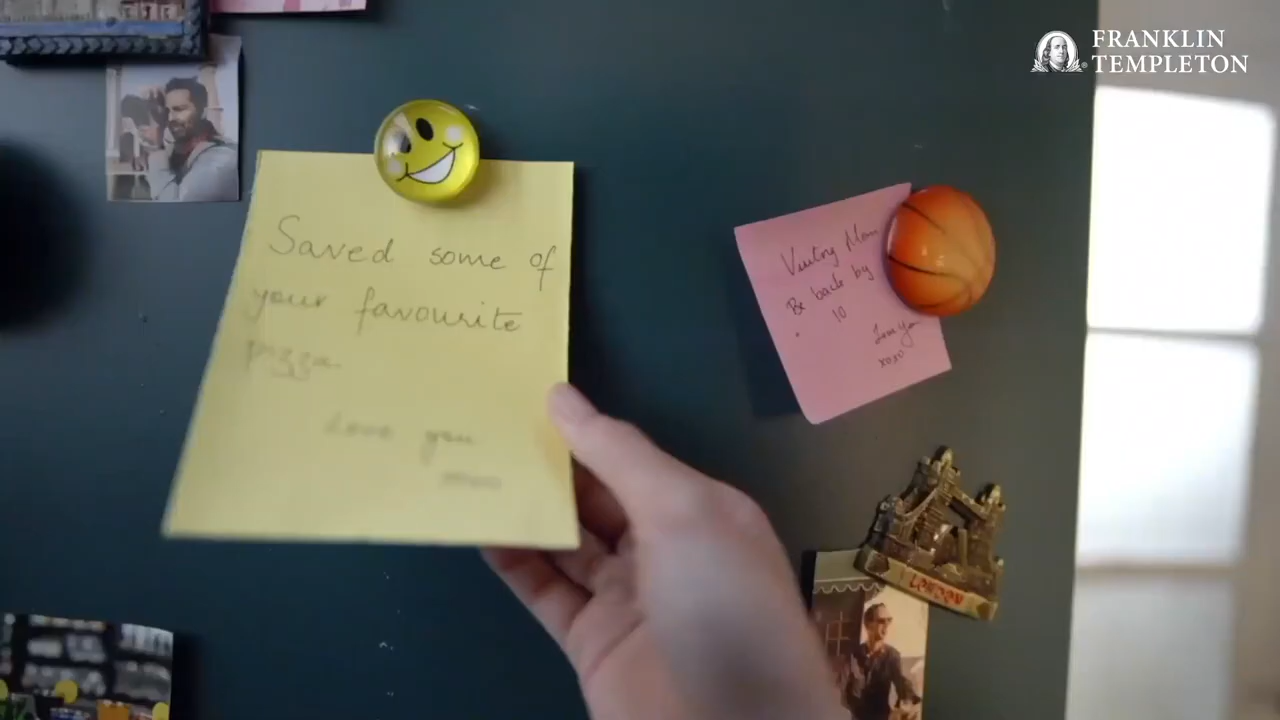 FRANKLIN
TEMPLETON
Saved some of
your favourite
pizza
Love you
Visiting Mom
Be back by
10
Love you
xoxo
LONDON